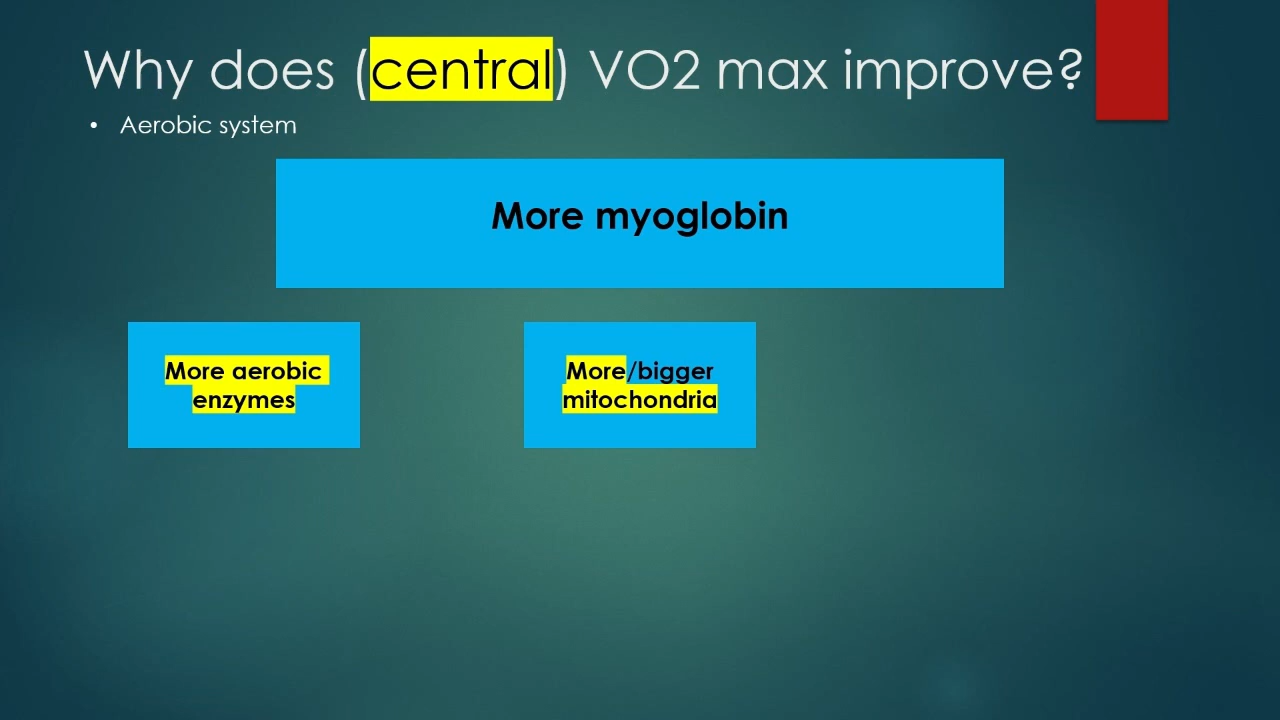 Why does (central) VO2 max improve?
• Aerobic system
More myoglobin
More aerobic
enzymes
More/bigger
mitochondria